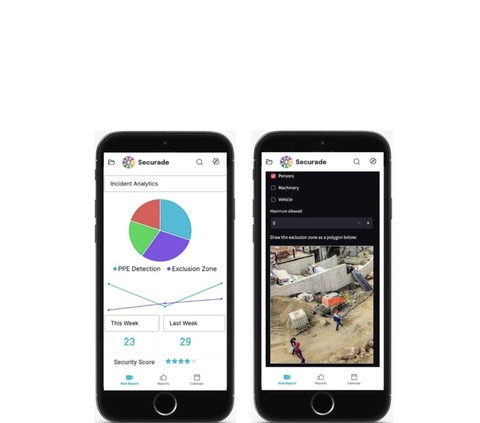 Securade
Incident Analytics
PPE Detection
Exclusion Zone
This Week
Last Week
23
29
Security Score
New Report
Reports
Calendar
Securade
Persons
Machinery
Vehicle
Maximum allowed:
0
- +
Draw the exclusion zone as a polygon below:
New Report
Reports
Calendar